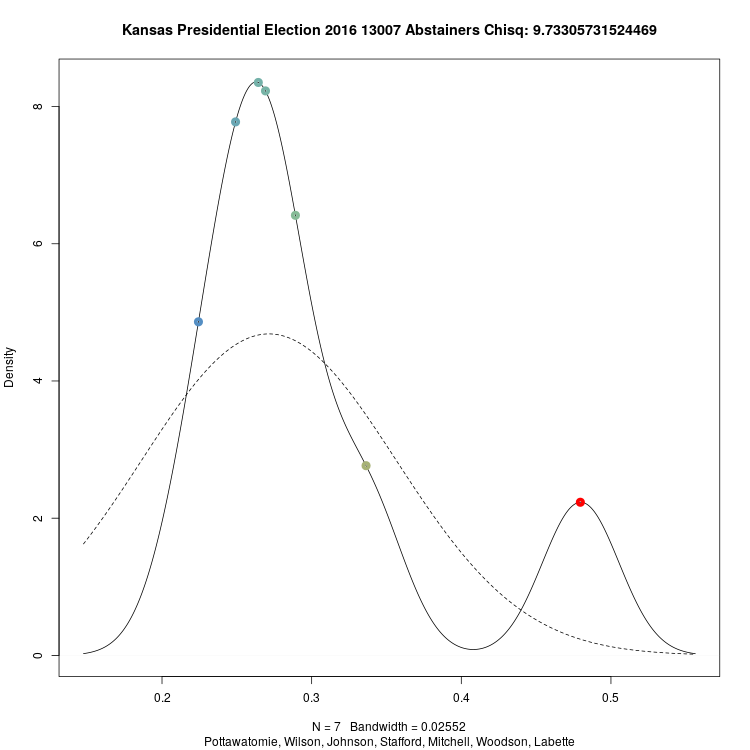 Kansas Presidential Election 2016 13007 Abstainers Chisq: 9.73305731524469
Density
8
6
4
2
0
0.2 0.3 0.4 0.5
N = 7 Bandwidth = 0.02552
Pottawatomie, Wilson, Johnson, Stafford, Mitchell, Woodson, Labette